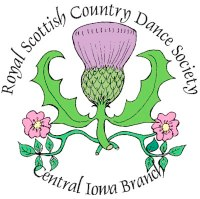 Royal Scottish Country Dance Society
Central Iowa Branch